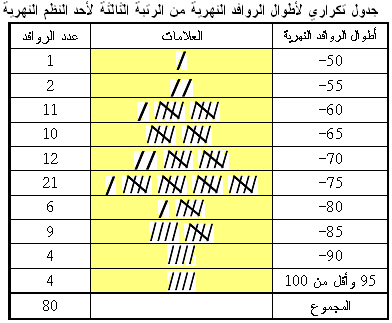 جدول تكراري لأطوال الروافد النهرية من الرتبة الثالثة لأحد النظم النهرية
أطوال الروافد النهرية العلامات عدد الروافد
50- / 1
55- // 2
60- //// //// / 11
65- //// //// 10
70- //// //// // 12
75- //// //// //// //// / 21
80- //// / 6
85- //// //// 9
90- //// 4
95 وأقل من 100 //// 4
المجموع 80